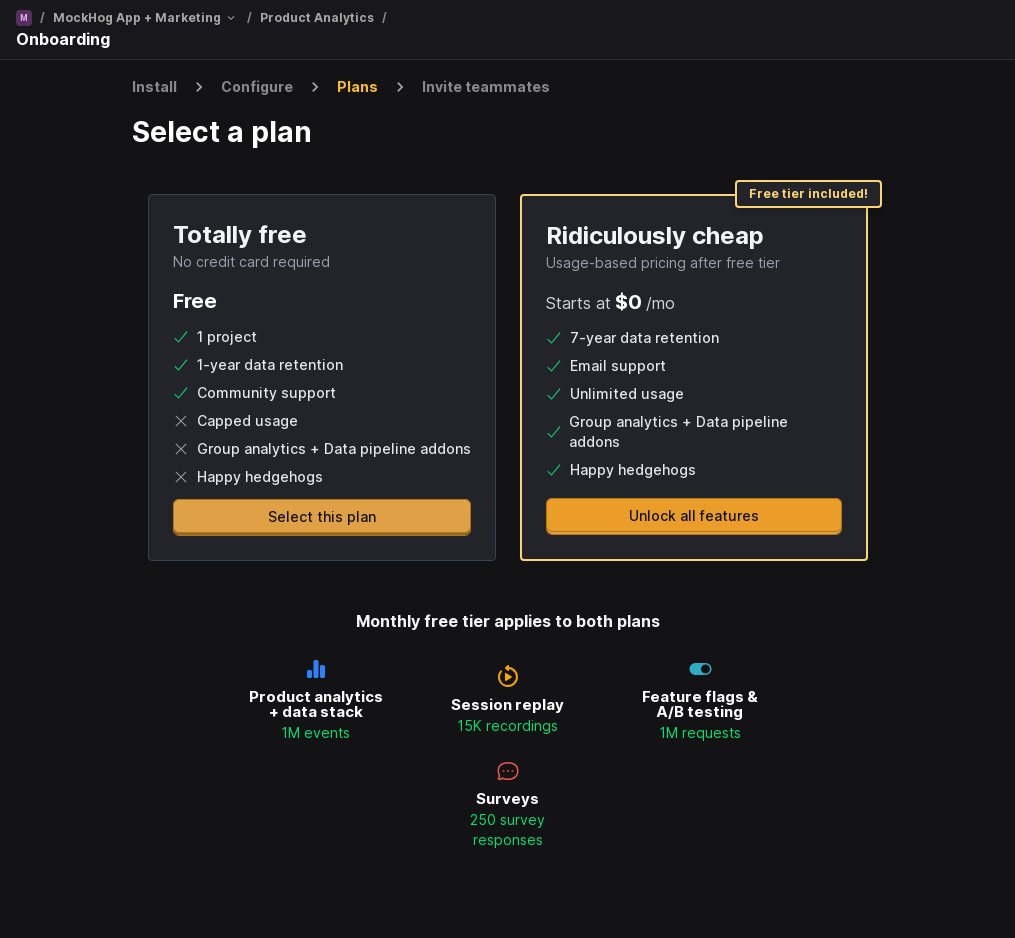 M / MockHog App + Marketing / Product Analytics /
Onboarding
Install > Configure > Plans > Invite teammates
Select a plan
Totally free
No credit card required
Free
1 project
1-year data retention
Community support
Capped usage
Group analytics + Data pipeline addons
Happy hedgehogs
Select this plan
Free tier included!
Ridiculously cheap
Usage-based pricing after free tier
Starts at $0 /mo
7-year data retention
Email support
Unlimited usage
Group analytics + Data pipeline
addons
Happy hedgehogs
Unlock all features
Monthly free tier applies to both plans
Product analytics
+ data stack
1M events
Session replay
15K recordings
Feature flags &
A/B testing
1M requests
Surveys
250 survey
responses